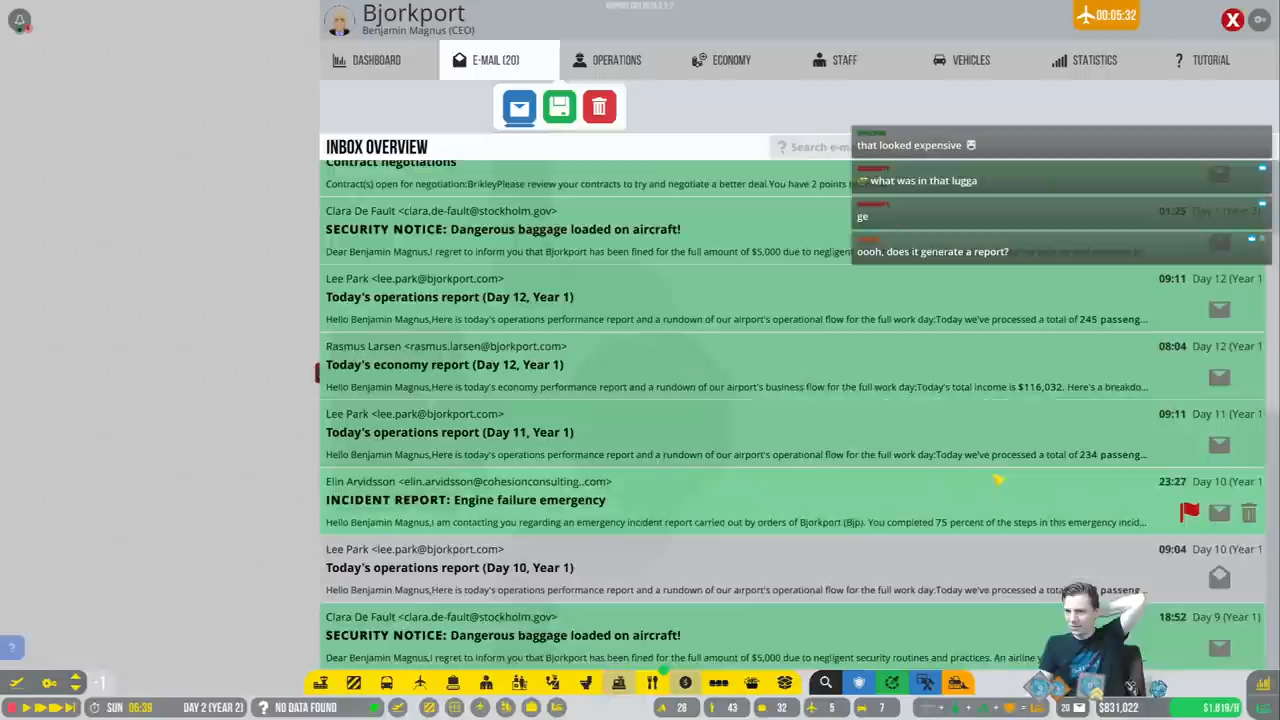 Bjorkport
Benjamin Magnus (CEO)
00:05:32
DASHBOARD
E-MAIL (20)
OPERATIONS
ECONOMY
STAFF
VEHICLES
STATISTICS
? TUTORIAL
INBOX OVERVIEW
? Search e-ma
that looked expensive
what was in that lugga
ge
oooh, does it generate a report?
Contract negotiations
Contract(s) open for negotiation:BrikleyPlease review your contracts to try and negotiate a better deal.You have 2 points
Clara De Fault <clara.de-fault@stockholm.gov>
01:25 Day 1 (Year 2)
SECURITY NOTICE: Dangerous baggage loaded on aircraft!
Dear Benjamin Magnus,I regret to inform you that Bjorkport has been fined for the full amount of $5,000 due to negligent
Lee Park <lee.park@bjorkport.com>
09:11 Day 12 (Year 1
Today's operations report (Day 12, Year 1)
Hello Benjamin Magnus,Here is today's operations performance report and a rundown of our airport's operational flow for the full work day:Today we've processed a total of 245 passeng...
Rasmus Larsen <rasmus.larsen@bjorkport.com>
08:04 Day 12 (Year 1
Today's economy report (Day 12, Year 1)
Hello Benjamin Magnus,Here is today's economy performance report and a rundown of our airport's business flow for the full work day:Today's total income is $116,032. Here's a breakdo...
Lee Park <lee.park@bjorkport.com>
09:11 Day 11 (Year 1
Today's operations report (Day 11, Year 1)
Hello Benjamin Magnus,Here is today's operations performance report and a rundown of our airport's operational flow for the full work day:Today we've processed a total of 234 passeng...
Elin Arvidsson <elin.arvidsson@cohesionconsulting..com>
23:27 Day 10 (Year 1
INCIDENT REPORT: Engine failure emergency
Hello Benjamin Magnus,I am contacting you regarding an emergency incident report carried out by orders of Bjorkport (Bjp). You completed 75 percent of the steps in this emergency incid...
Lee Park <lee.park@bjorkport.com>
09:04 Day 10 (Year 1
Today's operations report (Day 10, Year 1)
Hello Benjamin Magnus,Here is today's operations performance report and a rundown of our airport's operational flow for the full work day:Today we've processed a total of passeng...
Clara De Fault <clara.de-fault@stockholm.gov>
18:52 Day 9 (Year 1)
SECURITY NOTICE: Dangerous baggage loaded on aircraft!
Dear Benjamin Magnus,I regret to inform you that Bjorkport has been fined for the full amount of $5,000 due to negligent security routines and practices. An airline
?
-1
SUN 06:39
DAY 2 (YEAR 2)
? NO DATA FOUND
28
43
32
5
7
20
$831,022
$1.819/H